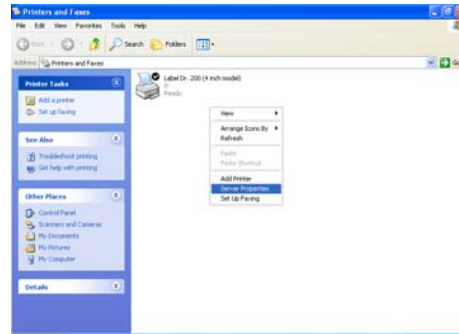 Printers and Faxes
File Edit View Favorites Tools Help
Back Search Folders
Address Printers and Faxes Go
Printer Tasks
Add a printer
Set up faxing
See Also
Troubleshoot printing
Get help with printing
Other Places
Control Panel
Scanners and Cameras
My Documents
My Pictures
My Computer
Details
Label Dr. 200 (4 inch model)
0
Ready
View
Arrange Icons By
Refresh
Paste
Paste Shortcut
Add Printer
Server Properties
Set Up Faxing